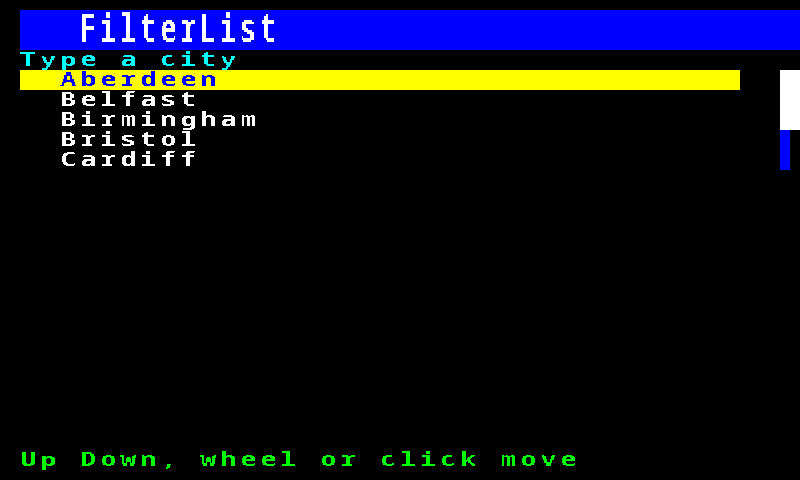 FilterList
Type a city
Aberdeen
Belfast
Birmingham
Bristol
Cardiff
Up Down, wheel or click move